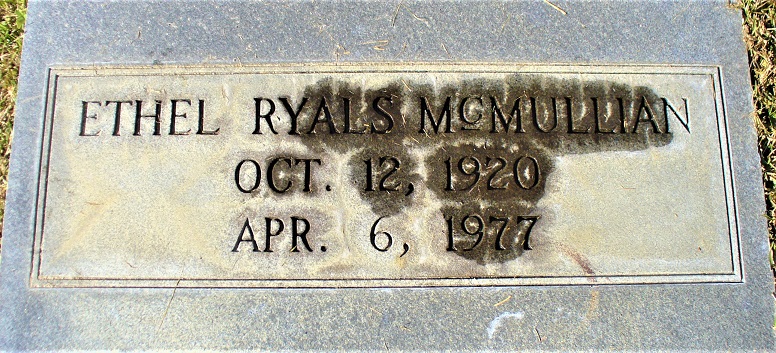 ETHEL RYALS McMULLIAN
OCT. 12, 1920
APR. 6, 1977